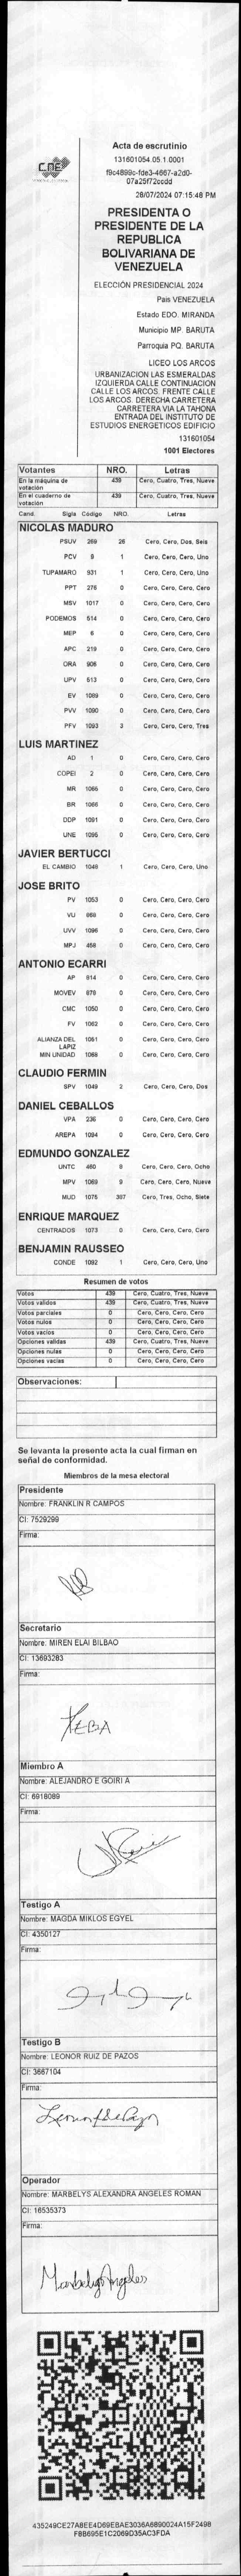 CNE
Acta de escrutinio
131601054.05.1.0001
07a25f72ccdd
28/07/2024 07:15:48 PM
PRESIDENTA O
PRESIDENTE DE LA
REPUBLICA
BOLIVARIANA DE
VENEZUELA
ELECCIÓN PRESIDENCIAL 2024
Pais VENEZUELA
Estado EDO. MIRANDA
Municipio MP. BARUTA
Parroquia PQ. BARUTA
LICEO LOS ARCOS
URBANIZACION LAS ESMERALDAS
IZQUIERDA CALLE CONTINUACION
CALLE LOS ARCOS. FRENTE CALLE
LOS ARCOS. DERECHA CARRETERA
CARRETERA VIA LA TAHONA
ENTRADA DEL INSTITUTO DE
ESTUDIOS ENERGETICOS EDIFICIO
131601054
1001 Electores
Votantes NRO. Letras
En la máquina de votación 439 Cero, Cuatro, Tres, Nueve
En el cuaderno de votación 439 Cero, Cuatro, Tres, Nueve
Cand. Sigla Código NRO. Letras
NICOLAS MADURO
PSUV 269 26 Cero, Cero, Dos, Seis
PCV 9 1 Cero, Cero, Cero, Uno
TUPAMARO 931 1 Cero, Cero, Cero, Uno
PPT 276 0 Cero, Cero, Cero, Cero
MSV 1017 0 Cero, Cero, Cero, Cero
PODEMOS 514 0 Cero, Cero, Cero, Cero
MEP 6 0 Cero, Cero, Cero, Cero
APC 219 0 Cero, Cero, Cero, Cero
ORA 906 0 Cero, Cero, Cero, Cero
UPV 513 0 Cero, Cero, Cero, Cero
EV 1089 0 Cero, Cero, Cero, Cero
PVV 1090 0 Cero, Cero, Cero, Cero
PFV 1093 3 Cero, Cero, Cero, Tres
LUIS MARTINEZ
AD 1 0 Cero, Cero, Cero, Cero
COPEI 2 0 Cero, Cero, Cero, Cero
MR 1065 0 Cero, Cero, Cero, Cero
BR 1066 0 Cero, Cero, Cero, Cero
DDP 1091 0 Cero, Cero, Cero, Cero
UNE 1095 0 Cero, Cero, Cero, Cero
JAVIER BERTUCCI
EL CAMBIO 1046 1 Cero, Cero, Cero, Uno
JOSE BRITO
PV 1053 0 Cero, Cero, Cero, Cero
VU 868 0 Cero, Cero, Cero, Cero
UVV 1096 0 Cero, Cero, Cero, Cero
MPJ 458 0 Cero, Cero, Cero, Cero
ANTONIO ECARRI
AP 914 0 Cero, Cero, Cero, Cero
MOVEV 879 0 Cero, Cero, Cero, Cero
CMC 1050 0 Cero, Cero, Cero, Cero
FV 1062 0 Cero, Cero, Cero, Cero
ALIANZA DEL LAPIZ 1061 0 Cero, Cero, Cero, Cero
MIN UNIDAD 1068 0 Cero, Cero, Cero, Cero
CLAUDIO FERMIN
SPV 1049 2 Cero, Cero, Cero, Dos
DANIEL CEBALLOS
VPA 236 0 Cero, Cero, Cero, Cero
AREPA 1094 0 Cero, Cero, Cero, Cero
EDMUNDO GONZALEZ
UNTC 460 8 Cero, Cero, Cero, Ocho
MPV 1069 9 Cero, Cero, Cero, Nueve
MUD 1075 387 Cero, Tres, Ocho, Siete
ENRIQUE MARQUEZ
CENTRADOS 1073 0 Cero, Cero, Cero, Cero
BENJAMIN RAUSSEO
CONDE 1092 1 Cero, Cero, Cero, Uno
Resumen de votos
Votos 439 Cero, Cuatro, Tres, Nueve
Votos validos 439 Cero, Cuatro, Tres, Nueve
Votos parciales 0 Cero, Cero, Cero, Cero
Votos nulos 0 Cero, Cero, Cero, Cero
Votos vacios 0 Cero, Cero, Cero, Cero
Opciones validas 439 Cero, Cuatro, Tres, Nueve
Opciones nulas 0 Cero, Cero, Cero, Cero
Opciones vacias 0 Cero, Cero, Cero, Cero
Observaciones:
Se levanta la presente acta la cual firman en
señal de conformidad.
Miembros de la mesa electoral
Presidente
Nombre: FRANKLIN R CAMPOS
CI: 7529299
Firma:
Secretario
Nombre: MIREN ELAI BILBAO
CI: 13693283
Firma:
Miembro A
Nombre: ALEJANDRO E GOIRI A
CI: 6916089
Firma:
Testigo A
Nombre: MAGDA MIKLOS EGYEL
CI: 4350127
Firma:
Testigo B
Nombre: LEONOR RUIZ DE PAZOS
CI: 3667104
Firma:
Operador
Nombre: MARBELYS ALEXANDRA ANGELES ROMAN
CI: 16535373
Firma:
Marbelys Angeles
435249CE27A8EE4D69EBAE3036A6890024A15F2498
F8B695E1C2069D35AC3FDA